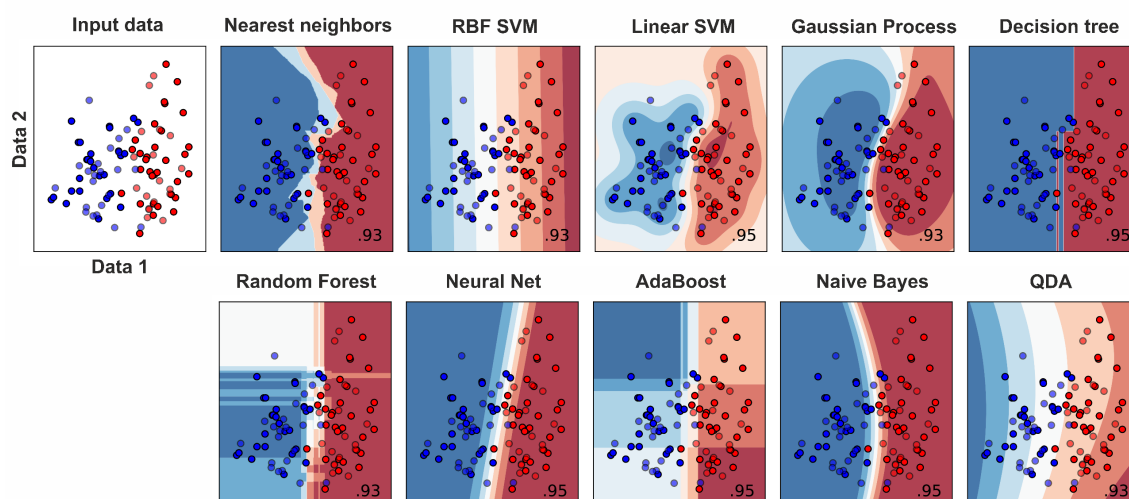 Input data
Nearest neighbors
RBF SVM
Linear SVM
Gaussian Process
Decision tree
Data 2
.93
.93
.95
.93
.95
Data 1
Random Forest
Neural Net
AdaBoost
Naive Bayes
QDA
.93
.95
.95
.95
.93